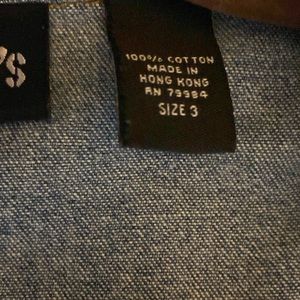 'S
100% COTTON
MADE IN
HONG KONG
RN 79984
SIZE 3